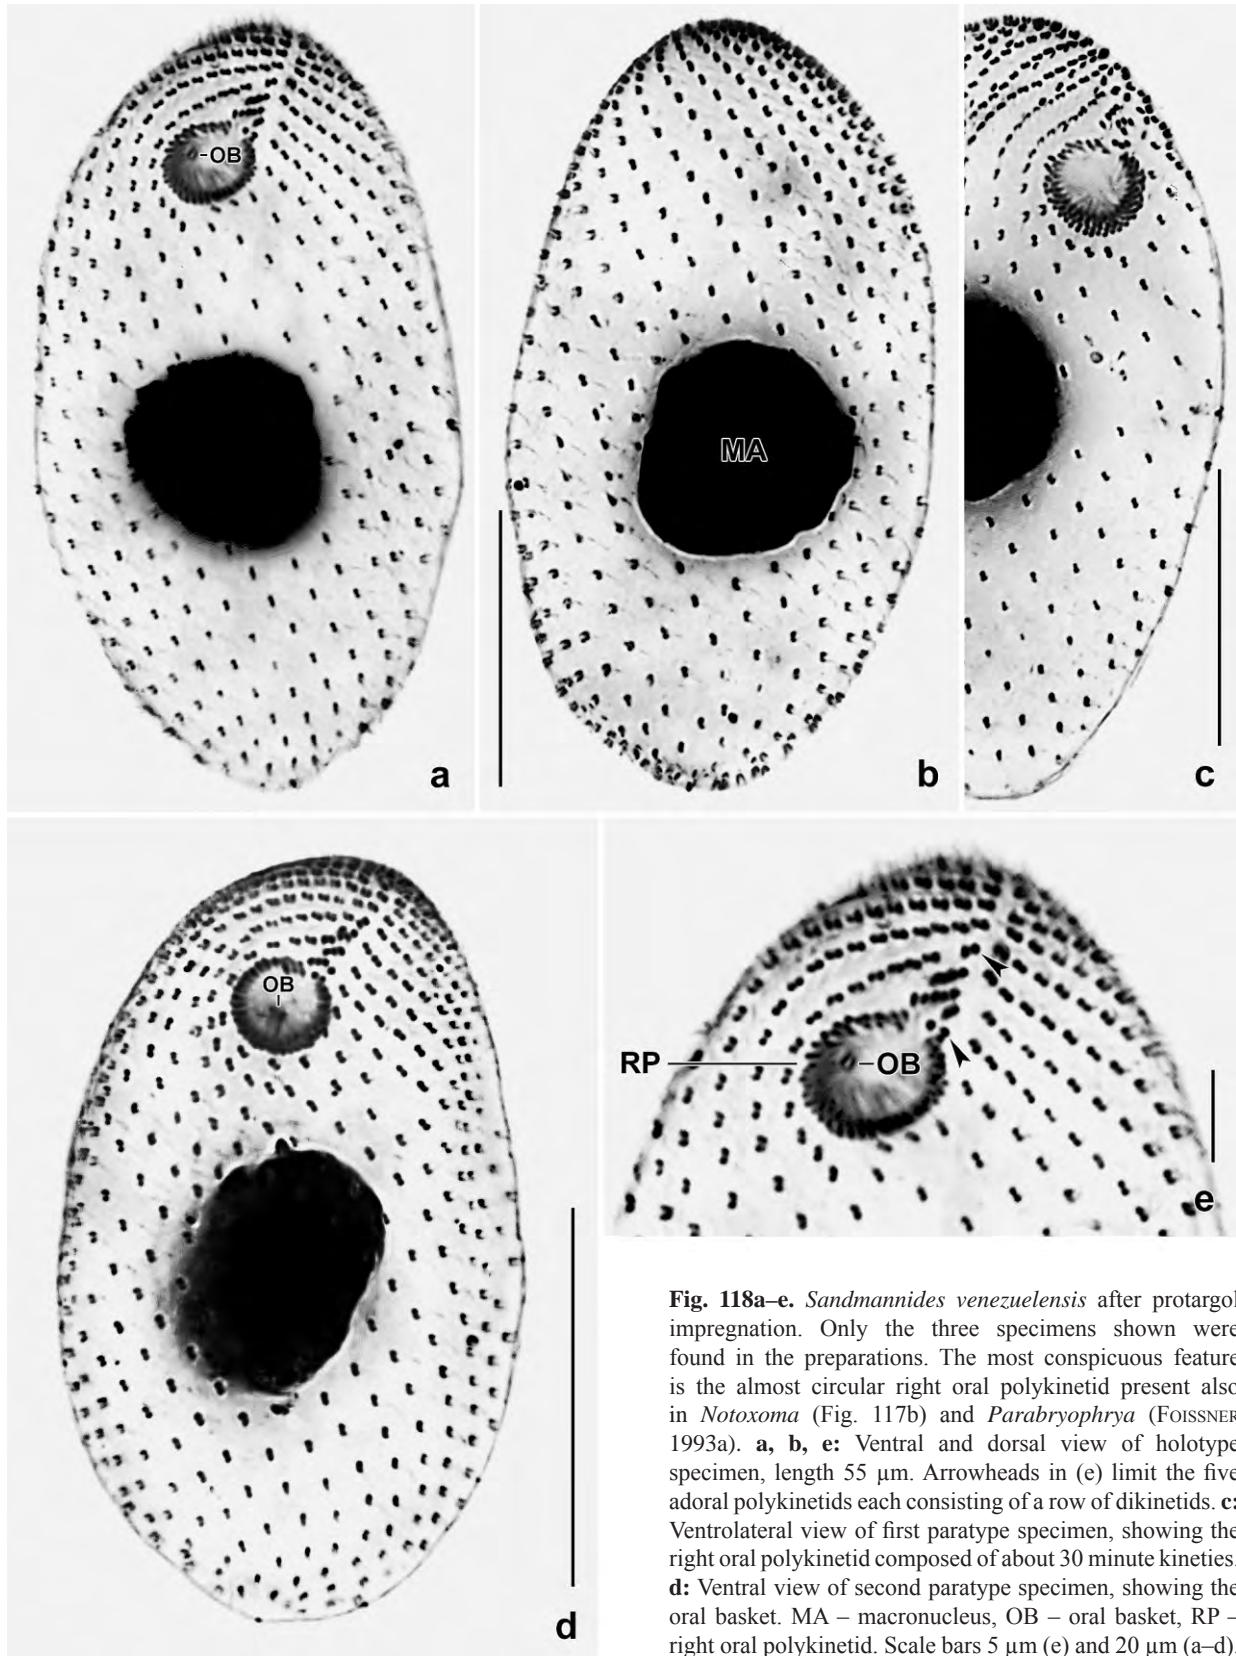 OB
a
MA
b
c
OB
d
RP
OB
e
Fig. 118a–e. Sandmannides venezuelensis after protargol
impregnation. Only the three specimens shown were
found in the preparations. The most conspicuous feature
is the almost circular right oral polykinetid present also
in Notoxoma (Fig. 117b) and Parabryophrya (FOISSNER
1993a). a, b, e: Ventral and dorsal view of holotype
specimen, length 55 µm. Arrowheads in (e) limit the five
adoral polykinetids each consisting of a row of dikinetids. c:
Ventrolateral view of first paratype specimen, showing the
right oral polykinetid composed of about 30 minute kineties.
d: Ventral view of second paratype specimen, showing the
oral basket. MA – macronucleus, OB – oral basket, RP –
right oral polykinetid. Scale bars 5 µm (e) and 20 µm (a–d).